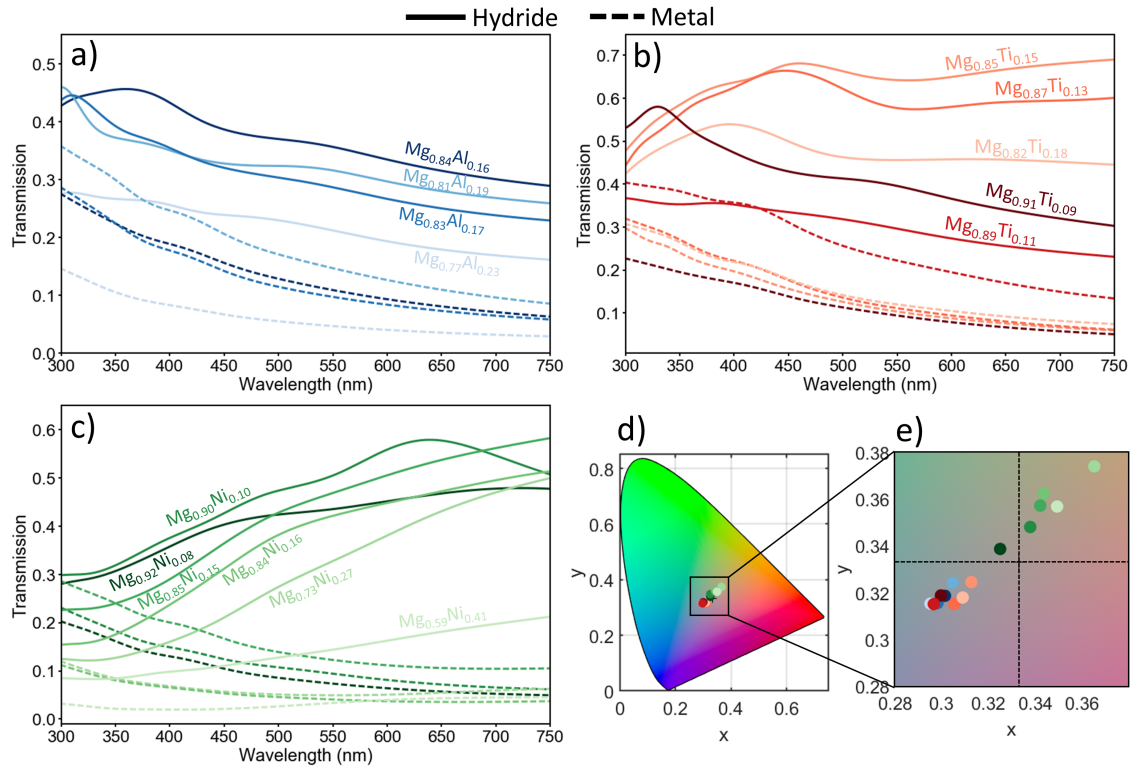 Hydride Metal
a)
Transmission
0.5
0.4
0.3
0.2
0.1
0.0
Mg0.84Al0.16
Mg0.81Al0.19
Mg0.83Al0.17
Mg0.77Al0.23
300 350 400 450 500 550 600 650 700 750
Wavelength (nm)
b)
Transmission
0.7
0.6
0.5
0.4
0.3
0.2
0.1
Mg0.85Ti0.15
Mg0.87Ti0.13
Mg0.82Ti0.18
Mg0.91Ti0.09
Mg0.89Ti0.11
300 350 400 450 500 550 600 650 700 750
Wavelength (nm)
c)
Transmission
0.6
0.5
0.4
0.3
0.2
0.1
0.0
Mg0.90Ni0.10
Mg0.92Ni0.08
Mg0.85Ni0.15
Mg0.84Ni0.16
Mg0.73Ni0.27
Mg0.59Ni0.41
300 350 400 450 500 550 600 650 700 750
Wavelength (nm)
d)
y
0.8
0.6
0.4
0.2
0
0 0.2 0.4 0.6
x
e)
y
0.38
0.36
0.34
0.32
0.3
0.28
0.28 0.3 0.32 0.34 0.36
x